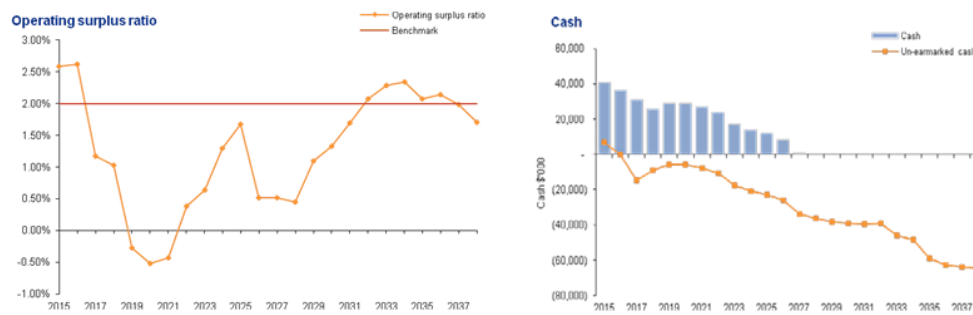 Operating surplus ratio
Operating surplus ratio
Benchmark
3.00%
2.50%
2.00%
1.50%
1.00%
0.50%
0.00%
-0.50%
-1.00%
2015 2017 2019 2021 2023 2025 2027 2029 2031 2033 2035 2037
Cash
Cash
Un-earmarked cash
Cash $'000
60,000
40,000
20,000
-
(20,000)
(40,000)
(60,000)
(80,000)
2015 2017 2019 2021 2023 2025 2027 2029 2031 2033 2035 2037